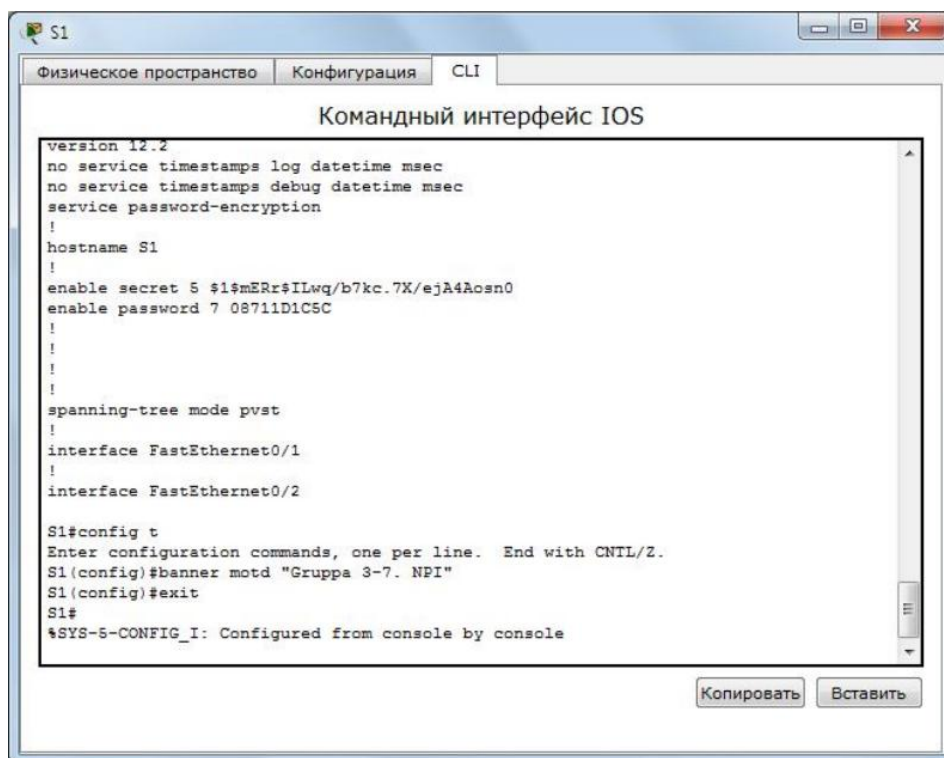 S1
Физическое пространство Конфигурация CLI
Командный интерфейс IOS
version 12.2
no service timestamps log datetime msec
no service timestamps debug datetime msec
service password-encryption
!
hostname S1
!
enable secret 5 $1$mERr$ILwq/b7kc.7X/ejA4Aosn0
enable password 7 08711D1C5C
!
!
!
!
spanning-tree mode pvst
!
interface FastEthernet0/1
!
interface FastEthernet0/2
S1#config t
Enter configuration commands, one per line.  End with CNTL/Z.
S1(config)#banner motd "Gruppa 3-7. NPI"
S1(config)#exit
S1#
%SYS-5-CONFIG_I: Configured from console by console
Копировать Вставить